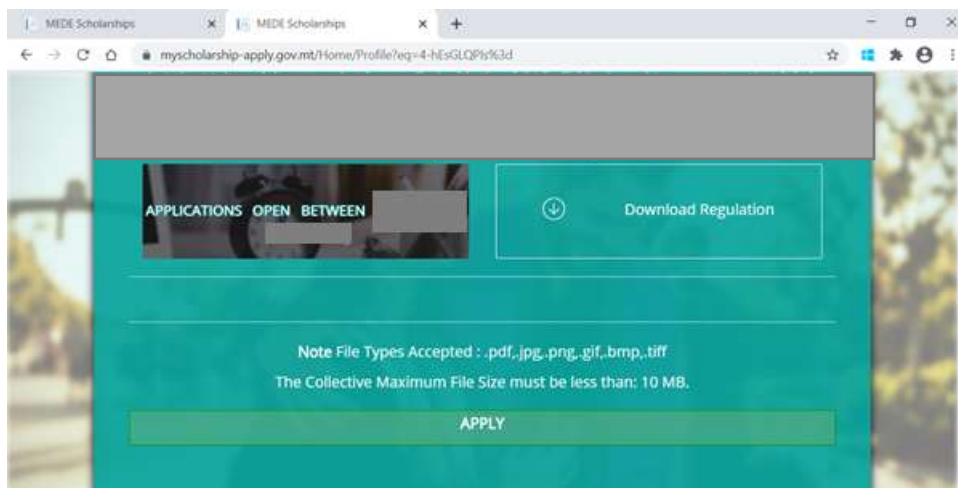 MEDE Scholarships
MEDE Scholarships
myscholarship-apply.gov.mt/Home/Profile?eq=4-hEsGLQPIs%3d
APPLICATIONS OPEN BETWEEN
Download Regulation
Note File Types Accepted : .pdf,.jpg,.png,.gif,.bmp,.tiff
The Collective Maximum File Size must be less than: 10 MB.
APPLY